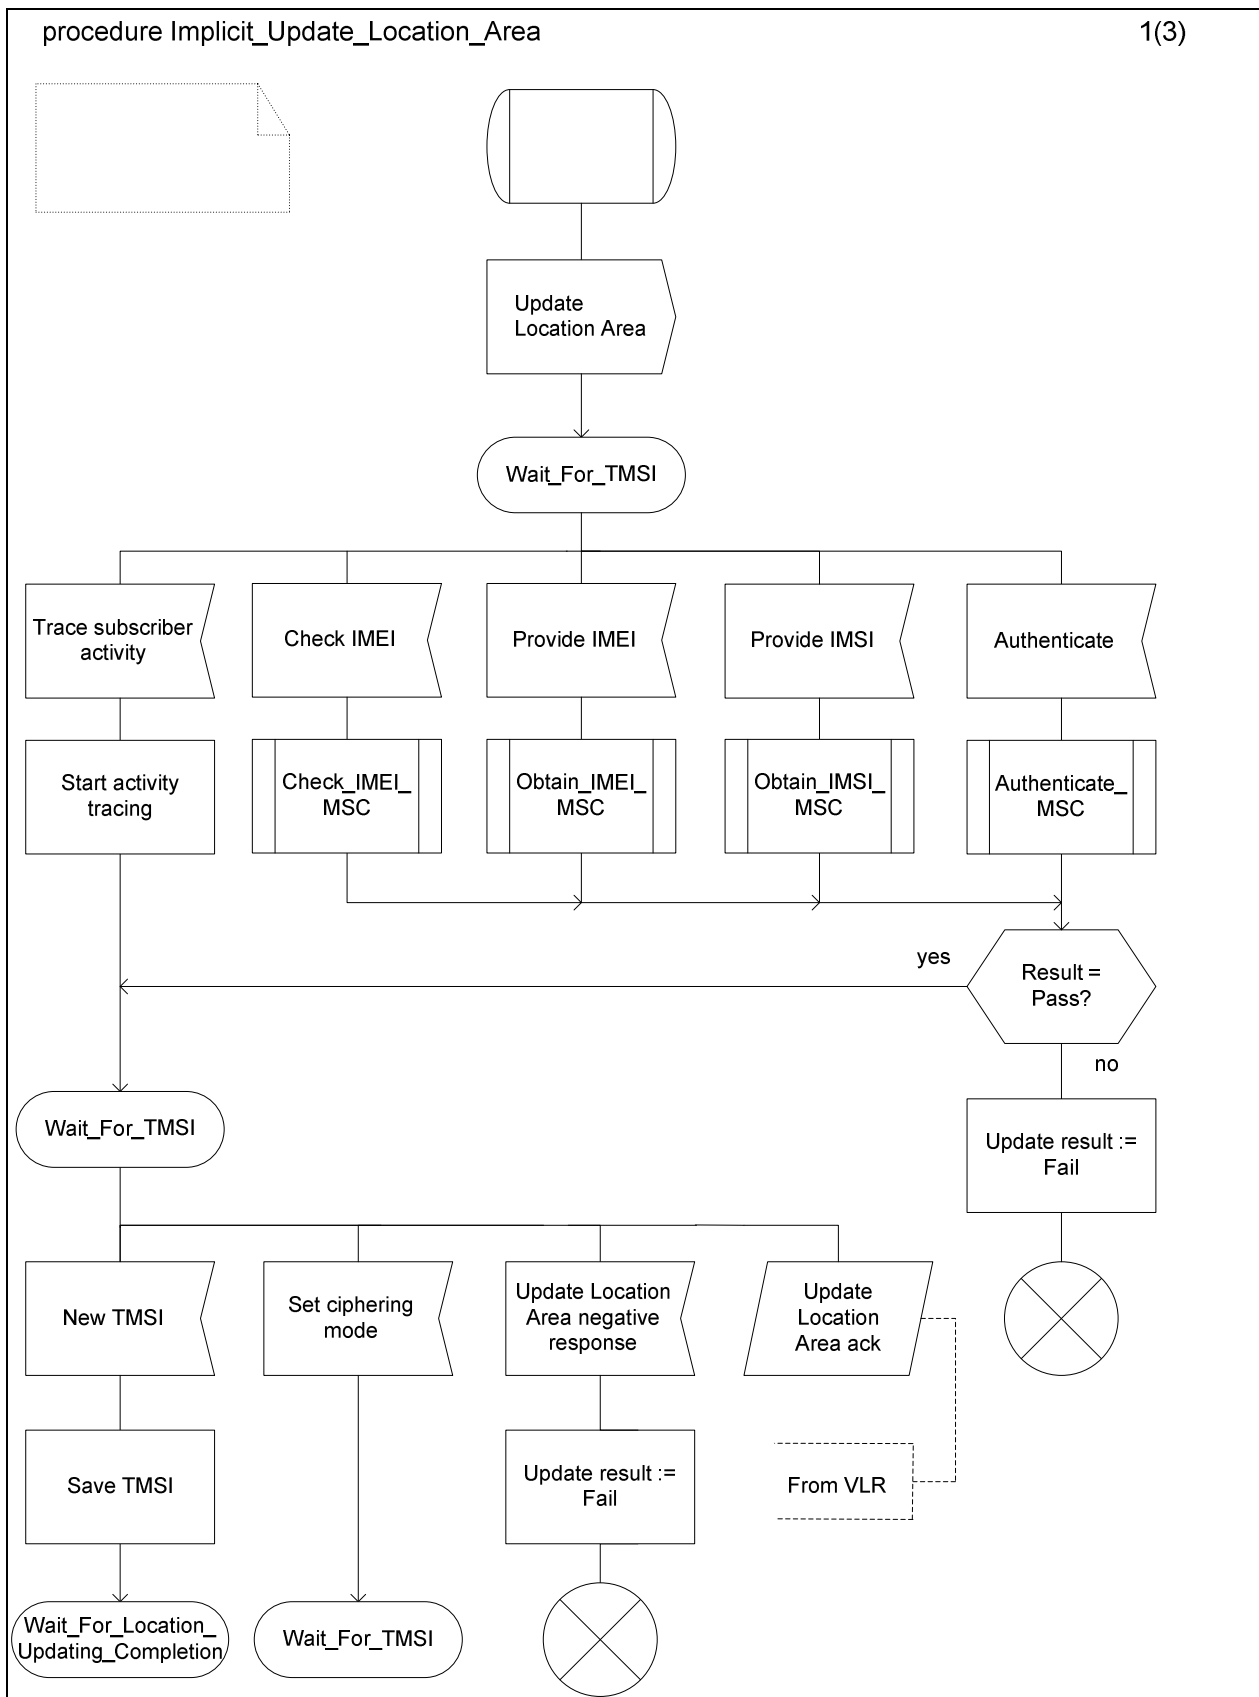 procedure Implicit_Update_Location_Area
1(3)
Update
Location Area
Wait_For_TMSI
Trace subscriber
activity
Check IMEI
Provide IMEI
Provide IMSI
Authenticate
Start activity
tracing
Check_IMEI_
MSC
Obtain_IMEI_
MSC
Obtain_IMSI_
MSC
Authenticate_
MSC
yes
Result =
Pass?
no
Wait_For_TMSI
Update result :=
Fail
New TMSI
Set ciphering
mode
Update Location
Area negative
response
Update
Location
Area ack
Save TMSI
Update result :=
Fail
From VLR
Wait_For_Location_
Updating_Completion
Wait_For_TMSI